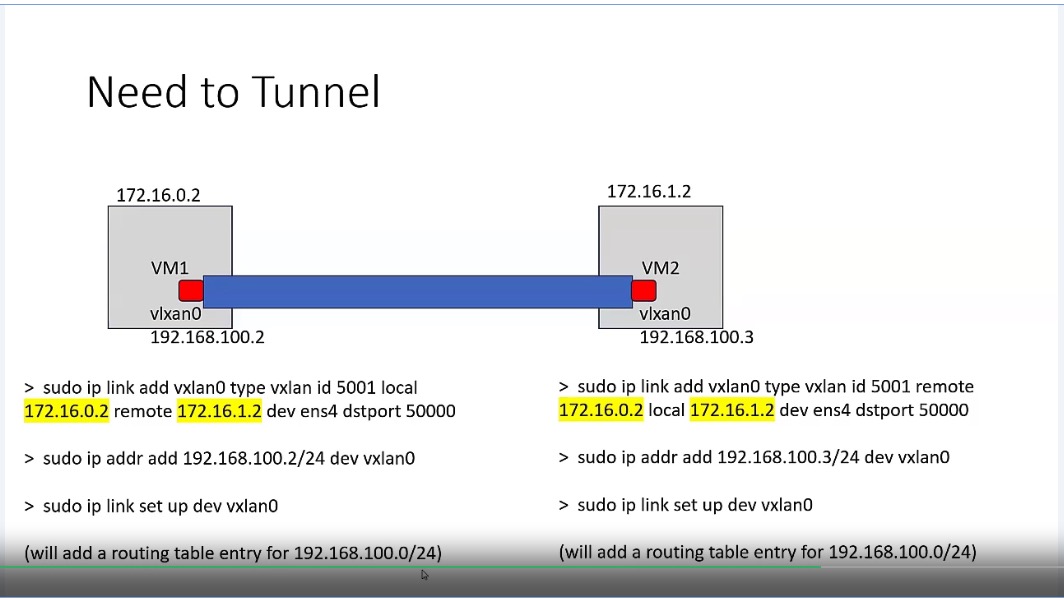 Need to Tunnel
172.16.0.2
172.16.1.2
VM1
VM2
vlxan0
vlxan0
192.168.100.2
192.168.100.3
> sudo ip link add vxlan0 type vxlan id 5001 local
172.16.0.2 remote 172.16.1.2 dev ens4 dstport 50000
> sudo ip addr add 192.168.100.2/24 dev vxlan0
> sudo ip link set up dev vxlan0
(will add a routing table entry for 192.168.100.0/24)
> sudo ip link add vxlan0 type vxlan id 5001 remote
172.16.0.2 local 172.16.1.2 dev ens4 dstport 50000
> sudo ip addr add 192.168.100.3/24 dev vxlan0
> sudo ip link set up dev vxlan0
(will add a routing table entry for 192.168.100.0/24)